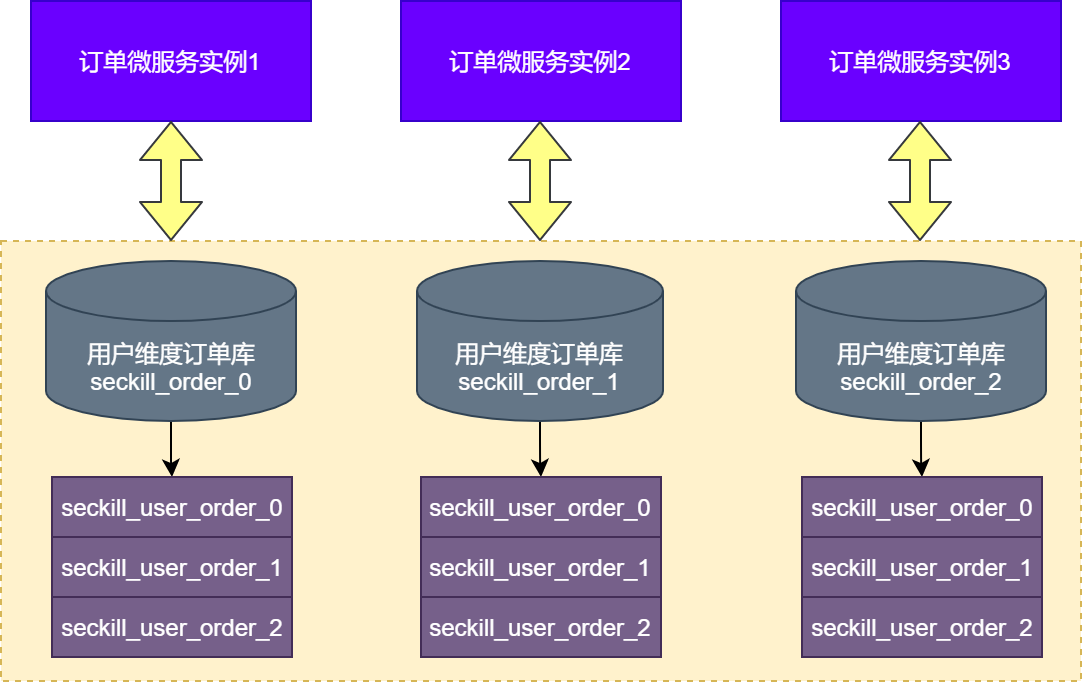 订单微服务实例1
订单微服务实例2
订单微服务实例3
用户维度订单库
seckill_order_0
用户维度订单库
seckill_order_1
用户维度订单库
seckill_order_2
seckill_user_order_0
seckill_user_order_1
seckill_user_order_2
seckill_user_order_0
seckill_user_order_1
seckill_user_order_2
seckill_user_order_0
seckill_user_order_1
seckill_user_order_2